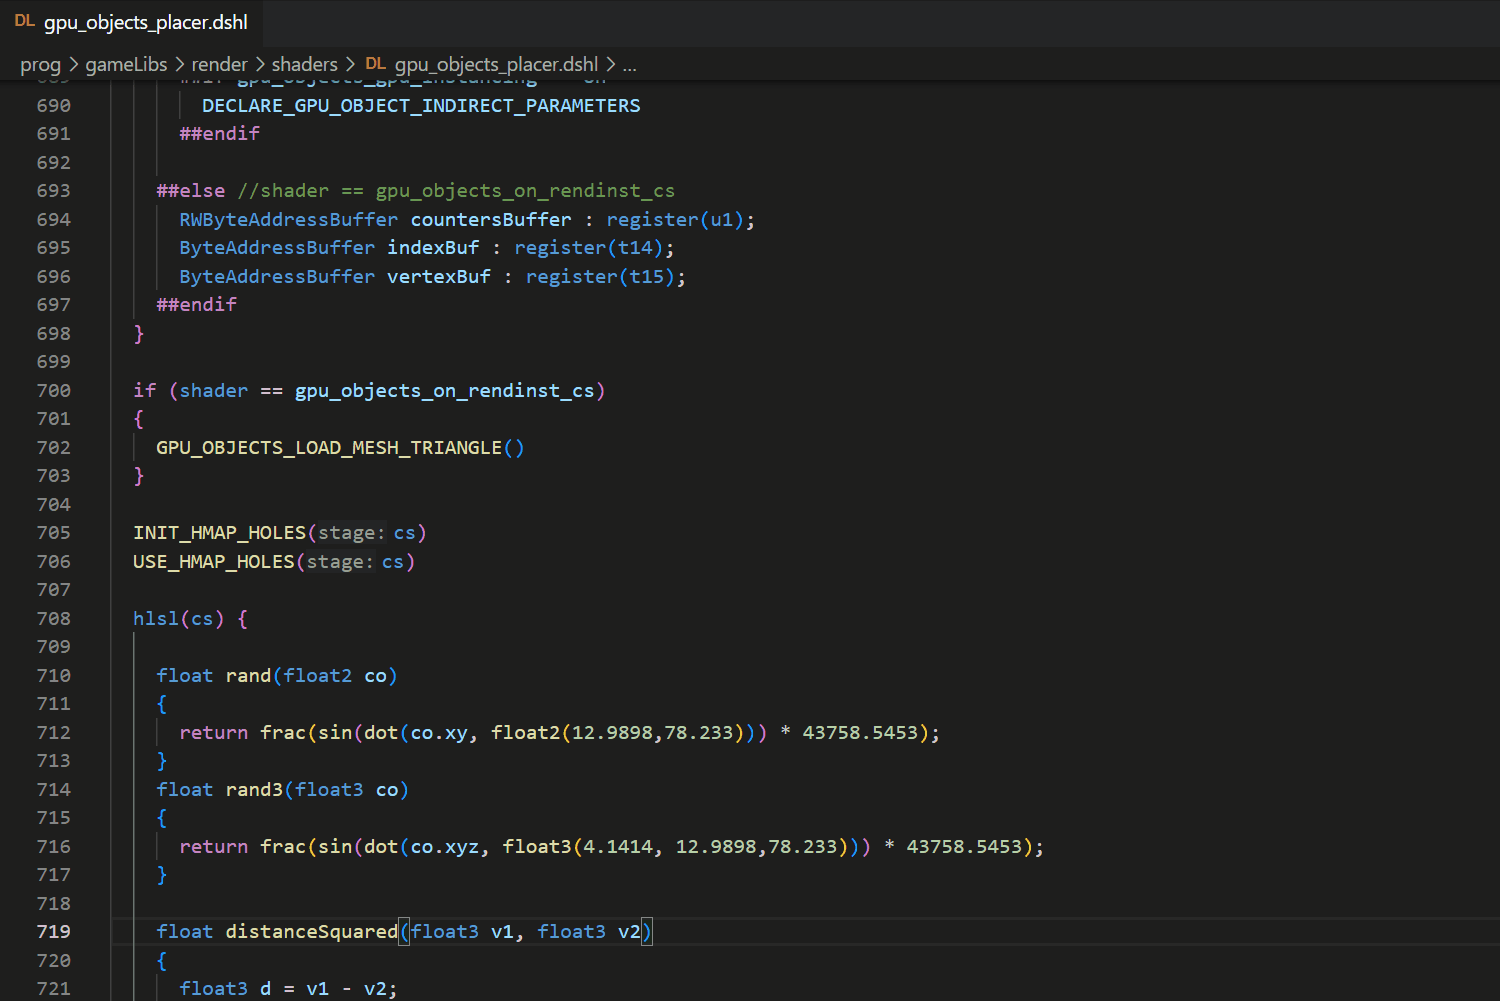 DL gpu_objects_placer.dshl
prog > gameLibs > render > shaders > DL gpu_objects_placer.dshl > ...
690 DECLARE_GPU_OBJECT_INDIRECT_PARAMETERS
691 ##endif
692
693 ##else //shader == gpu_objects_on_rendinst_cs
694 RWByteAddressBuffer countersBuffer : register(u1);
695 ByteAddressBuffer indexBuf : register(t14);
696 ByteAddressBuffer vertexBuf : register(t15);
697 ##endif
698 }
699
700 if (shader == gpu_objects_on_rendinst_cs)
701 {
702 GPU_OBJECTS_LOAD_MESH_TRIANGLE()
703 }
704
705 INIT_HMAP_HOLES(stage: cs)
706 USE_HMAP_HOLES(stage: cs)
707
708 hlsl(cs) {
709
710 float rand(float2 co)
711 {
712 return frac(sin(dot(co.xy, float2(12.9898,78.233))) * 43758.5453);
713 }
714 float rand3(float3 co)
715 {
716 return frac(sin(dot(co.xyz, float3(4.1414, 12.9898,78.233))) * 43758.5453);
717 }
718
719 float distanceSquared(float3 v1, float3 v2)
720 {
721 float3 d = v1 - v2;